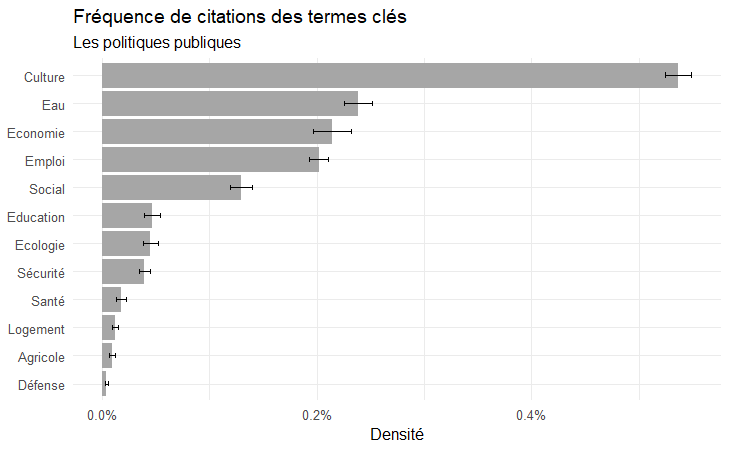 Fréquence de citations des termes clés
Les politiques publiques
Culture
Eau
Economie
Emploi
Social
Education
Ecologie
Sécurité
Santé
Logement
Agricole
Défense
0.0%
0.2%
0.4%
Densité